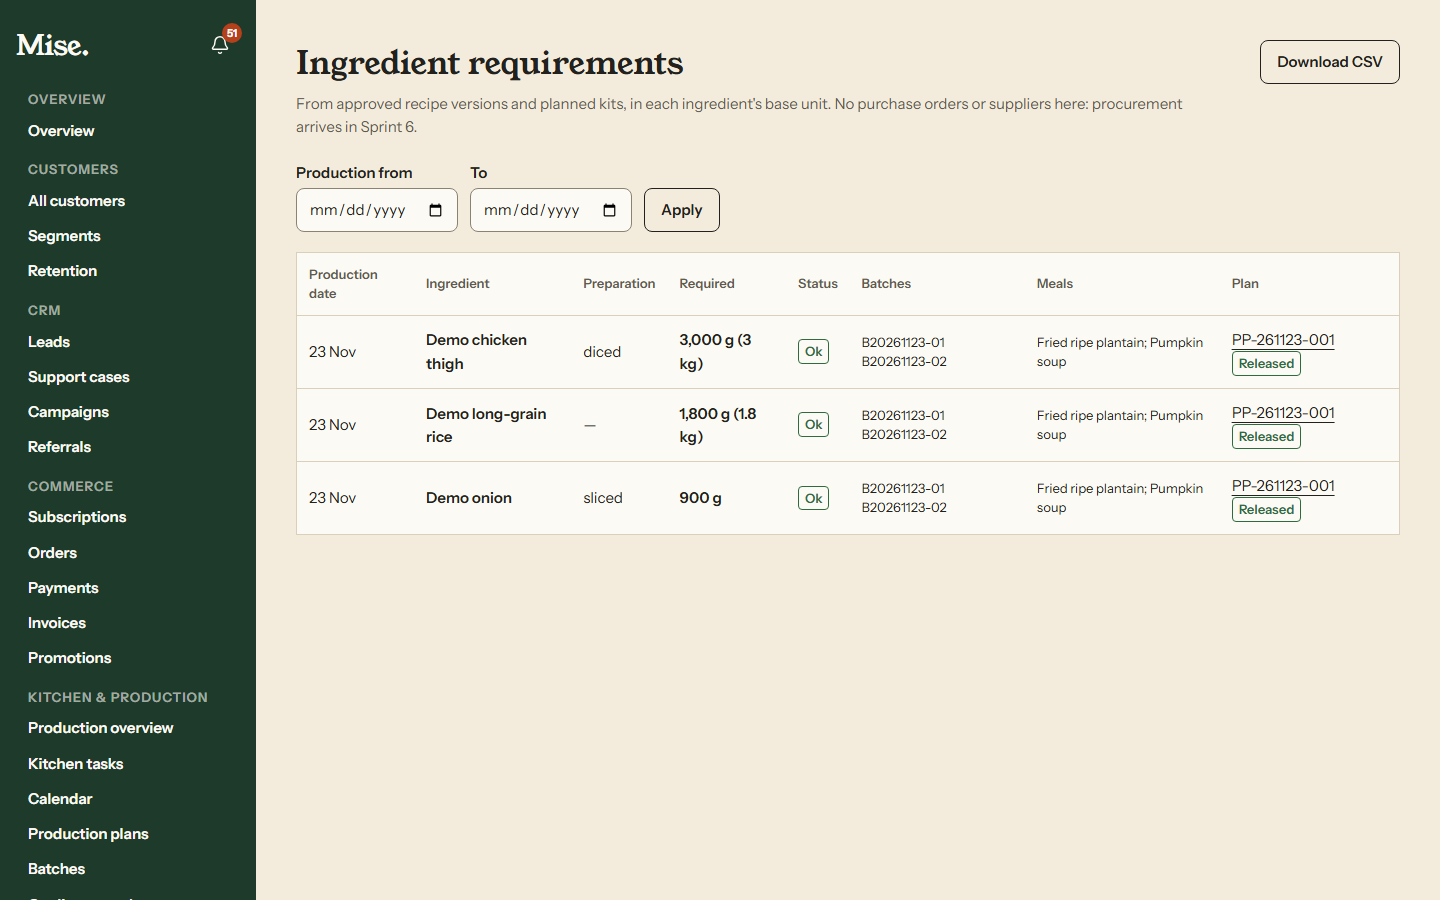 Mise.
51
OVERVIEW
Overview
CUSTOMERS
All customers
Segments
Retention
CRM
Leads
Support cases
Campaigns
Referrals
COMMERCE
Subscriptions
Orders
Payments
Invoices
Promotions
KITCHEN & PRODUCTION
Production overview
Kitchen tasks
Calendar
Production plans
Batches
Ingredient requirements
Download CSV
From approved recipe versions and planned kits, in each ingredient's base unit. No purchase orders or suppliers here: procurement
arrives in Sprint 6.
Production from
To
mm/dd/yyyy
mm/dd/yyyy
Apply
Production
date
Ingredient
Preparation
Required
Status
Batches
Meals
Plan
23 Nov
Demo chicken
thigh
diced
3,000 g (3
kg)
Ok
B20261123-01
B20261123-02
Fried ripe plantain; Pumpkin
soup
PP-261123-001
Released
23 Nov
Demo long-grain
rice
—
1,800 g (1.8
kg)
Ok
B20261123-01
B20261123-02
Fried ripe plantain; Pumpkin
soup
PP-261123-001
Released
23 Nov
Demo onion
sliced
900 g
Ok
B20261123-01
B20261123-02
Fried ripe plantain; Pumpkin
soup
PP-261123-001
Released